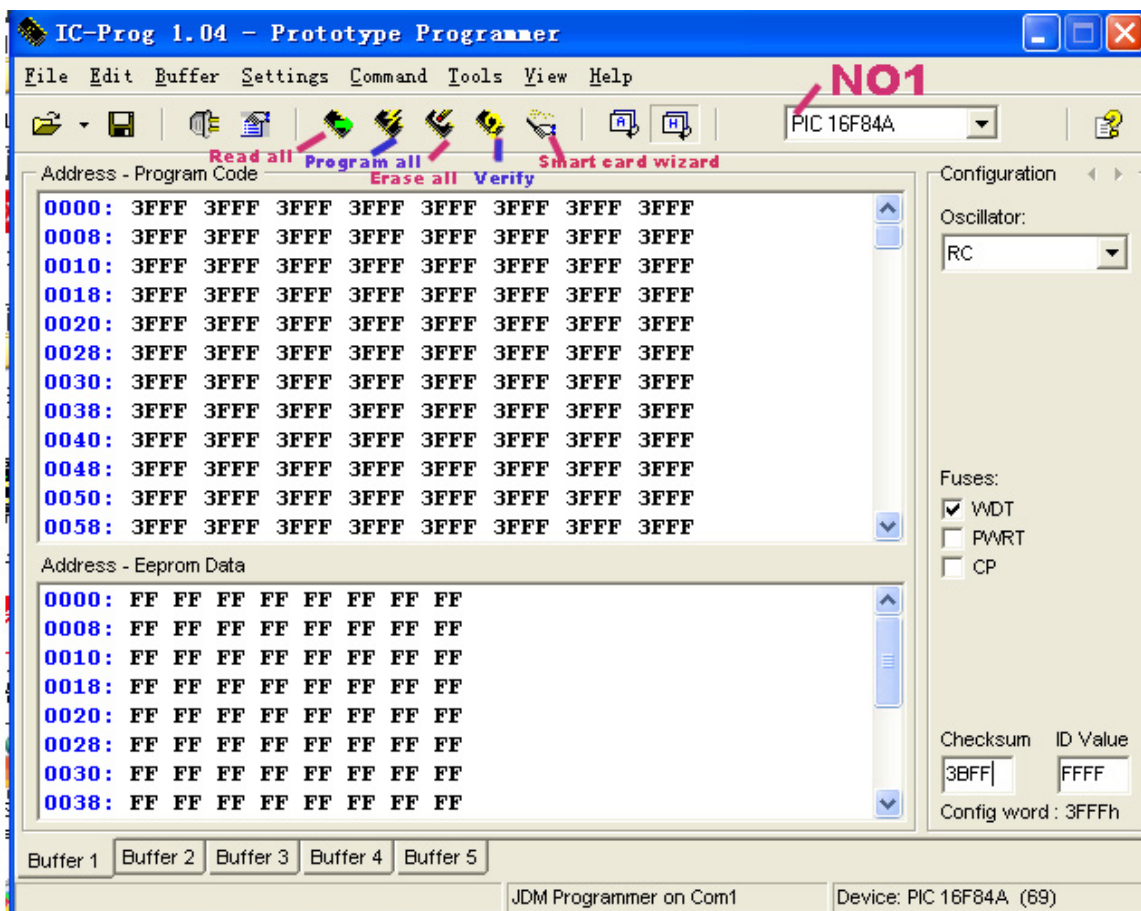 IC-Prog 1.04 - Prototype Programmer
File Edit Buffer Settings Command Tools View Help
NO1
PIC 16F84A
Read all Program all Erase all Verify Smart card wizard
Address - Program Code
0000: 3FFF 3FFF 3FFF 3FFF 3FFF 3FFF 3FFF 3FFF
0008: 3FFF 3FFF 3FFF 3FFF 3FFF 3FFF 3FFF 3FFF
0010: 3FFF 3FFF 3FFF 3FFF 3FFF 3FFF 3FFF 3FFF
0018: 3FFF 3FFF 3FFF 3FFF 3FFF 3FFF 3FFF 3FFF
0020: 3FFF 3FFF 3FFF 3FFF 3FFF 3FFF 3FFF 3FFF
0028: 3FFF 3FFF 3FFF 3FFF 3FFF 3FFF 3FFF 3FFF
0030: 3FFF 3FFF 3FFF 3FFF 3FFF 3FFF 3FFF 3FFF
0038: 3FFF 3FFF 3FFF 3FFF 3FFF 3FFF 3FFF 3FFF
0040: 3FFF 3FFF 3FFF 3FFF 3FFF 3FFF 3FFF 3FFF
0048: 3FFF 3FFF 3FFF 3FFF 3FFF 3FFF 3FFF 3FFF
0050: 3FFF 3FFF 3FFF 3FFF 3FFF 3FFF 3FFF 3FFF
0058: 3FFF 3FFF 3FFF 3FFF 3FFF 3FFF 3FFF 3FFF
Address - Eeprom Data
0000: FF FF FF FF FF FF FF FF
0008: FF FF FF FF FF FF FF FF
0010: FF FF FF FF FF FF FF FF
0018: FF FF FF FF FF FF FF FF
0020: FF FF FF FF FF FF FF FF
0028: FF FF FF FF FF FF FF FF
0030: FF FF FF FF FF FF FF FF
0038: FF FF FF FF FF FF FF FF
Configuration
Oscillator:
RC
Fuses:
WDT
PWRT
CP
Checksum ID Value
3BFF FFFF
Config word : 3FFFh
Buffer 1 Buffer 2 Buffer 3 Buffer 4 Buffer 5
JDM Programmer on Com1 Device: PIC 16F84A (69)